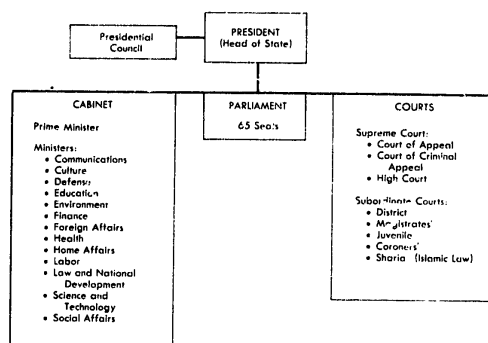 Presidential
Council
PRESIDENT
(Head of State)
CABINET
Prime Minister
Ministers:
• Communications
• Culture
• Defense
• Education
• Environment
• Finance
• Foreign Affairs
• Health
• Home Affairs
• Labor
• Law and National
Development
• Science and
Technology
• Social Affairs
PARLIAMENT
65 Seats
COURTS
Supreme Court:
• Court of Appeal
• Court of Criminal
Appeal
• High Court
Subordinate Courts:
• District
• Magistrates'
• Juvenile
• Coroners'
• Sharia (Islamic Law)